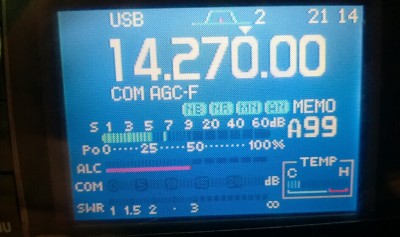 USB 2 21 14
14.270.00
COM AGC-F
NB NR MN AN MEMO
S 1 3 5 7 9 20 40 60dB A99
Po 0 25 50 100%
ALC TEMP
COM dB C H
SWR 1 1.5 2 3 ∞